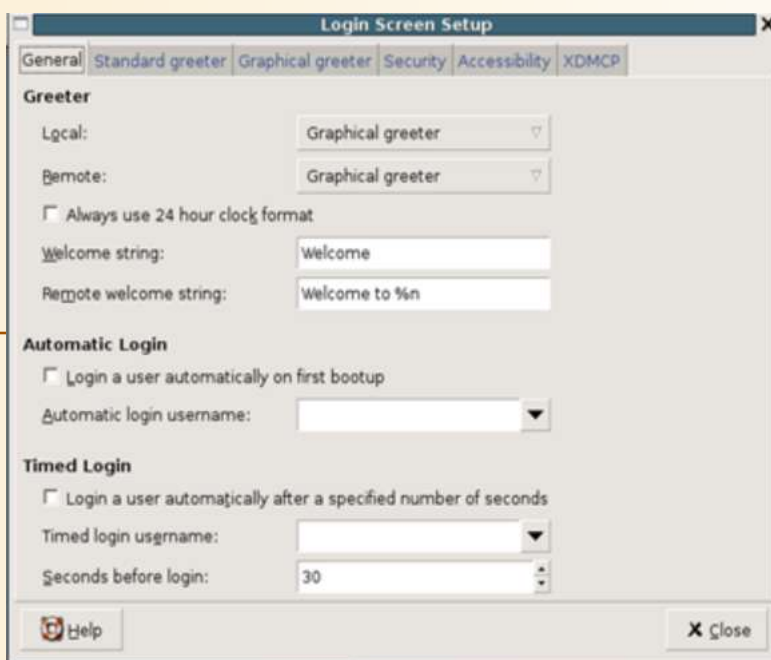 Login Screen Setup
General Standard greeter Graphical greeter Security Accessibility XDMCP
Greeter
Local: Graphical greeter
Remote: Graphical greeter
Always use 24 hour clock format
Welcome string: Welcome
Remote welcome string: Welcome to %n
Automatic Login
Login a user automatically on first bootup
Automatic login username:
Timed Login
Login a user automatically after a specified number of seconds
Timed login username:
Seconds before login: 30
Help X Close